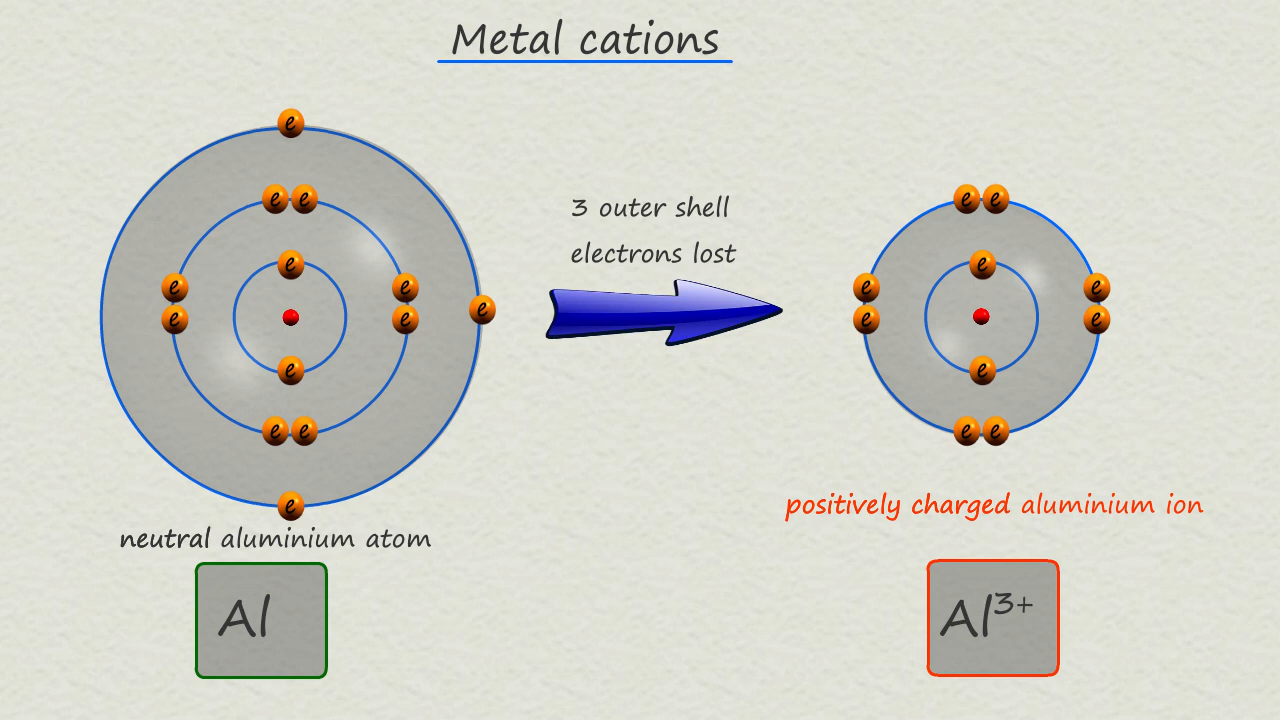 Metal cations
e
e e
e
e
e
e
e
e
e
e
e e
e
3 outer shell
electrons lost
neutral aluminium atom
Al
e e
e
e
e
e
e
e
e e
positively charged aluminium ion
Al³⁺